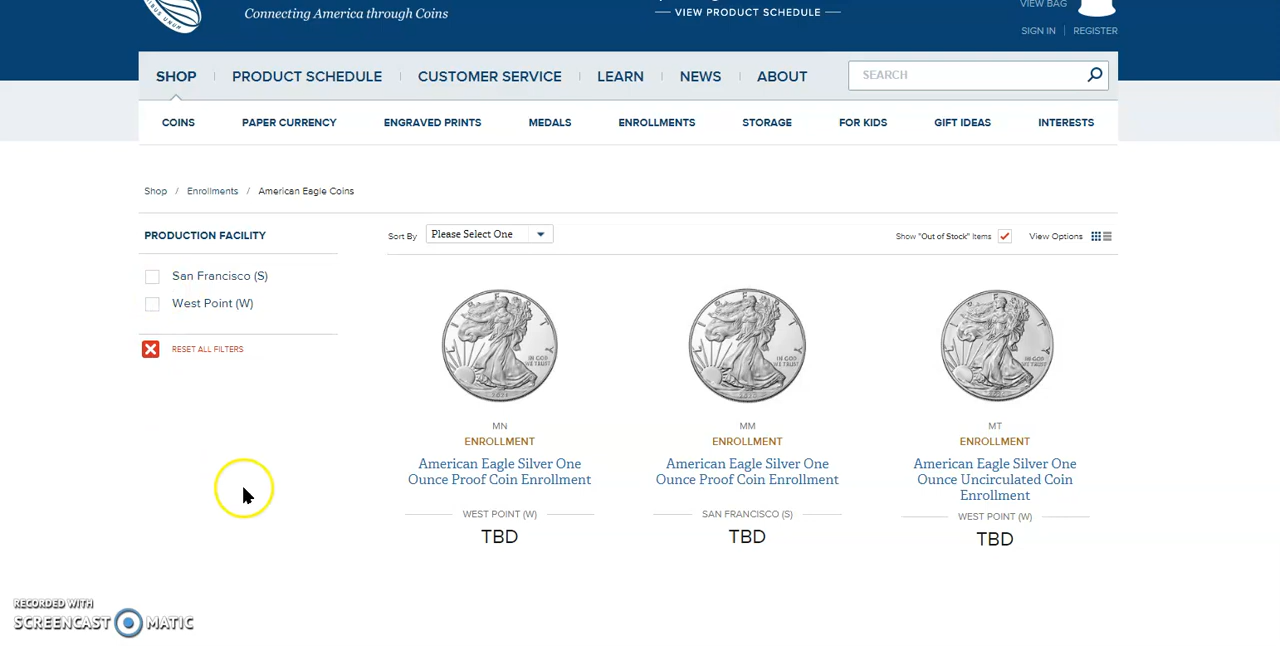 Connecting America through Coins
VIEW PRODUCT SCHEDULE
VIEW BAG
SIGN IN | REGISTER
SHOP | PRODUCT SCHEDULE | CUSTOMER SERVICE | LEARN | NEWS | ABOUT
SEARCH
COINS PAPER CURRENCY ENGRAVED PRINTS MEDALS ENROLLMENTS STORAGE FOR KIDS GIFT IDEAS INTERESTS
Shop / Enrollments / American Eagle Coins
PRODUCTION FACILITY
San Francisco (S)
West Point (W)
RESET ALL FILTERS
Sort By Please Select One
Show "Out of Stock" Items
View Options
MN
ENROLLMENT
American Eagle Silver One
Ounce Proof Coin Enrollment
WEST POINT (W)
TBD
MM
ENROLLMENT
American Eagle Silver One
Ounce Proof Coin Enrollment
SAN FRANCISCO (S)
TBD
MT
ENROLLMENT
American Eagle Silver One
Ounce Uncirculated Coin
Enrollment
WEST POINT (W)
TBD
RECORDED WITH
SCREENCAST MATIC